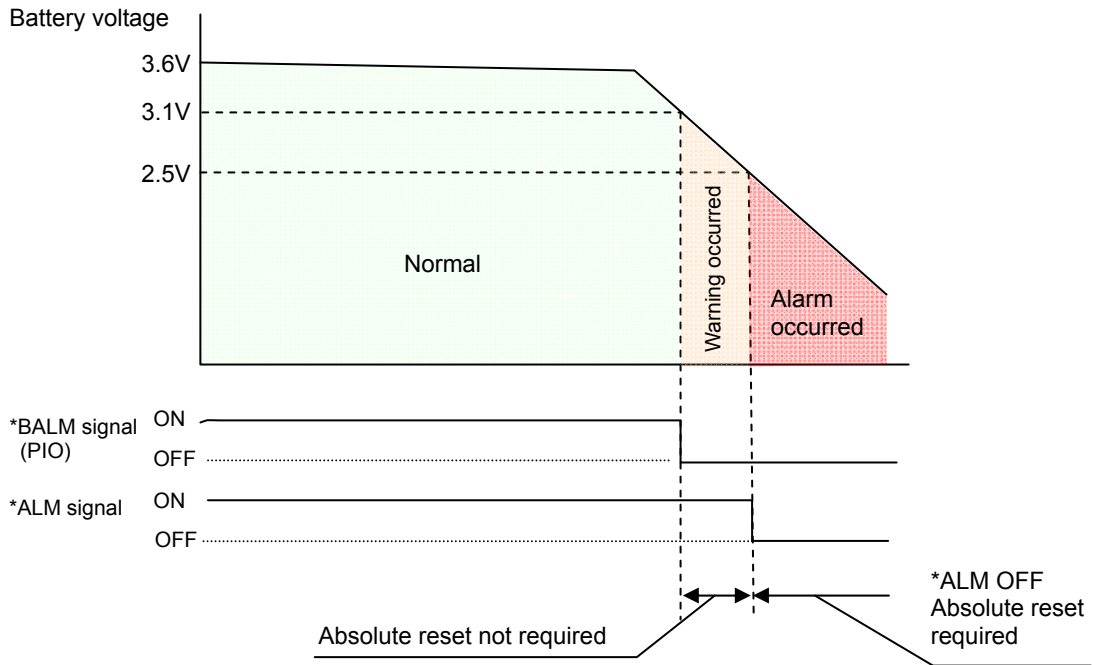 Battery voltage
3.6V
3.1V
2.5V
Normal
Warning occurred
Alarm
occurred
*BALM signal
(PIO)
ON
OFF
*ALM signal
ON
OFF
*ALM OFF
Absolute reset
required
Absolute reset not required